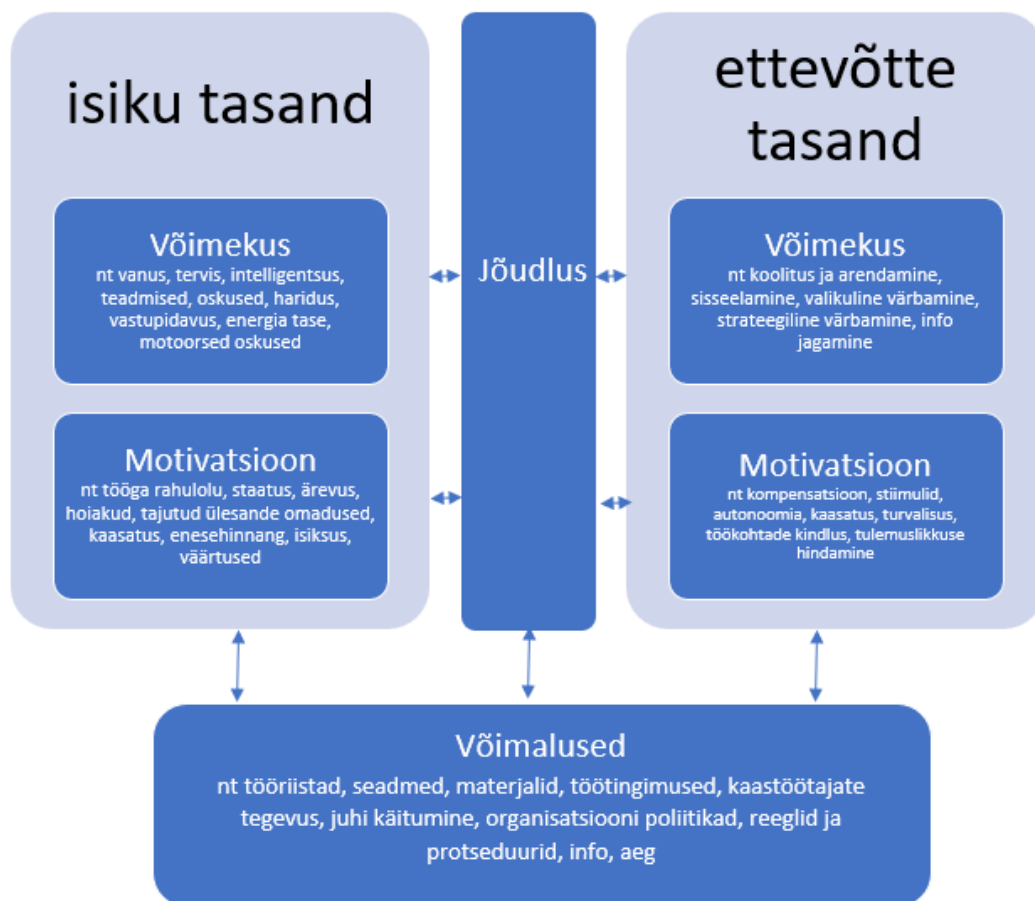 isiku tasand
Võimekus
nt vanus, tervis, intelligentsus,
teadmised, oskused, haridus,
vastupidavus, energia tase,
motoorsed oskused
Motivatsioon
nt tööga rahulolu, staatus, ärevus,
hoiakud, tajutud ülesande omadused,
kaasatus, enesehinnang, isiksus,
väärtused
Jõudlus
ettevõtte
tasand
Võimekus
nt koolitus ja arendamine,
sisseelamine, valikuline värbamine,
strateegiline värbamine, info
jagamine
Motivatsioon
nt kompensatsioon, stiimulid,
autonoomia, kaasatus, turvalisus,
töökohtade kindlus, tulemuslikkuse
hindamine
Võimalused
nt tööriistad, seadmed, materjalid, töötingimused, kaastöötajate
tegevus, juhi käitumine, organisatsiooni poliitikad, reeglid ja
protseduurid, info, aeg